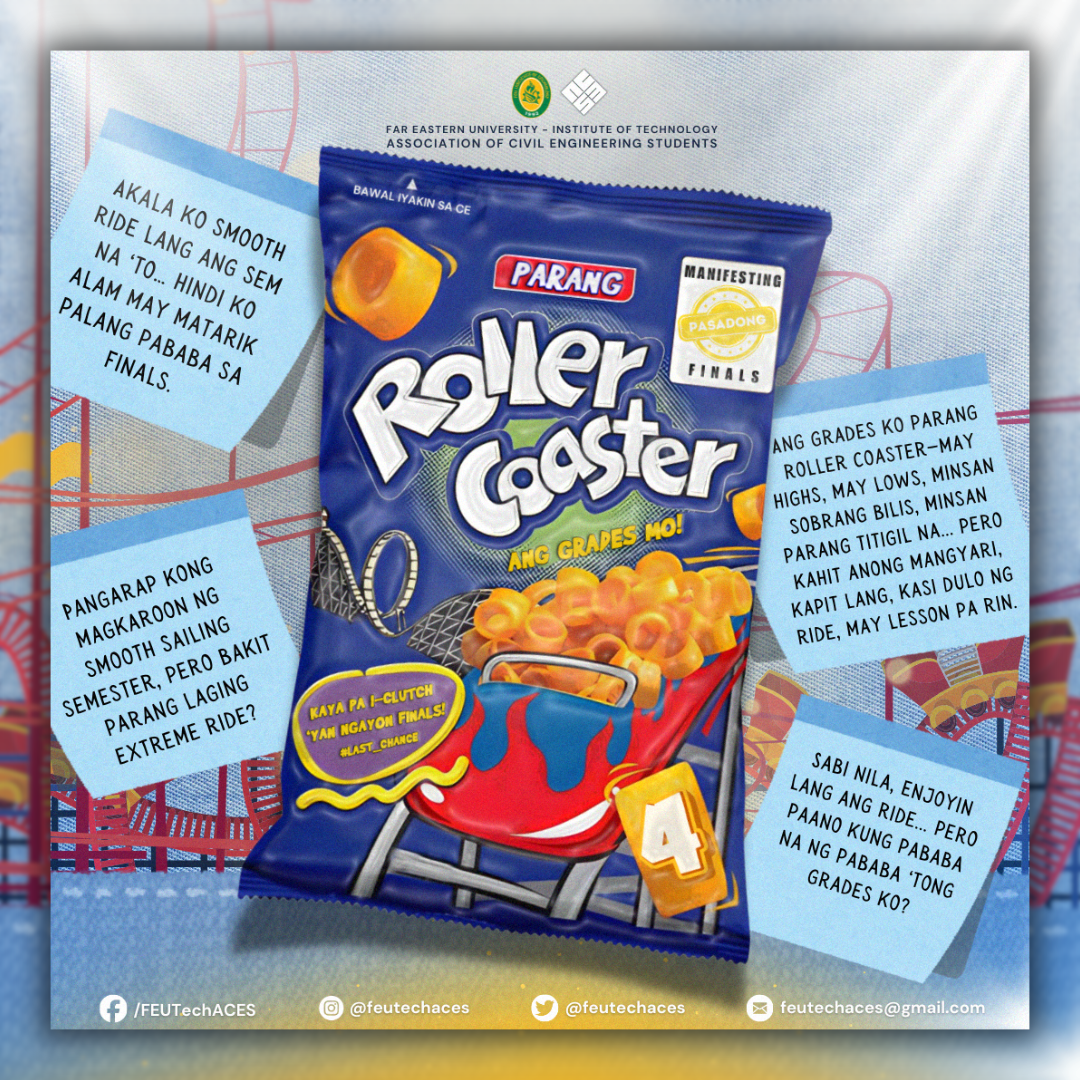 FAR EASTERN UNIVERSITY - INSTITUTE OF TECHNOLOGY
ASSOCIATION OF CIVIL ENGINEERING STUDENTS
AKALA KO SMOOTH
RIDE LANG ANG SEM
NA ‘TO... HINDI KO
ALAM MAY MATARIK
PALANG PABABA SA
FINALS.
PANGARAP KONG
MAGKAROON NG
SMOOTH SAILING
SEMESTER, PERO BAKIT
PARANG LAGING
EXTREME RIDE?
BAWAL IYAKIN SA CE
PARANG
Roller
Coaster
ANG GRADES MO!
MANIFESTING
PASADONG
FINALS
KAYA PA I-CLUTCH
‘YAN NGAYON FINALS!
#LAST_CHANCE
4
ANG GRADES KO PARANG
ROLLER COASTER—MAY
HIGHS, MAY LOWS, MINSAN
SOBRANG BILIS, MINSAN
PARANG TITIGIL NA... PERO
KAHIT ANONG MANGYARI,
KAPIT LANG, KASI DULO NG
RIDE, MAY LESSON PA RIN.
SABI NILA, ENJOYIN
LANG ANG RIDE... PERO
PAANO KUNG PABABA
NA NG PABABA ‘TONG
GRADES KO?
/FEUTechACES
@feutechaces
@feutechaces
feutechaces@gmail.com